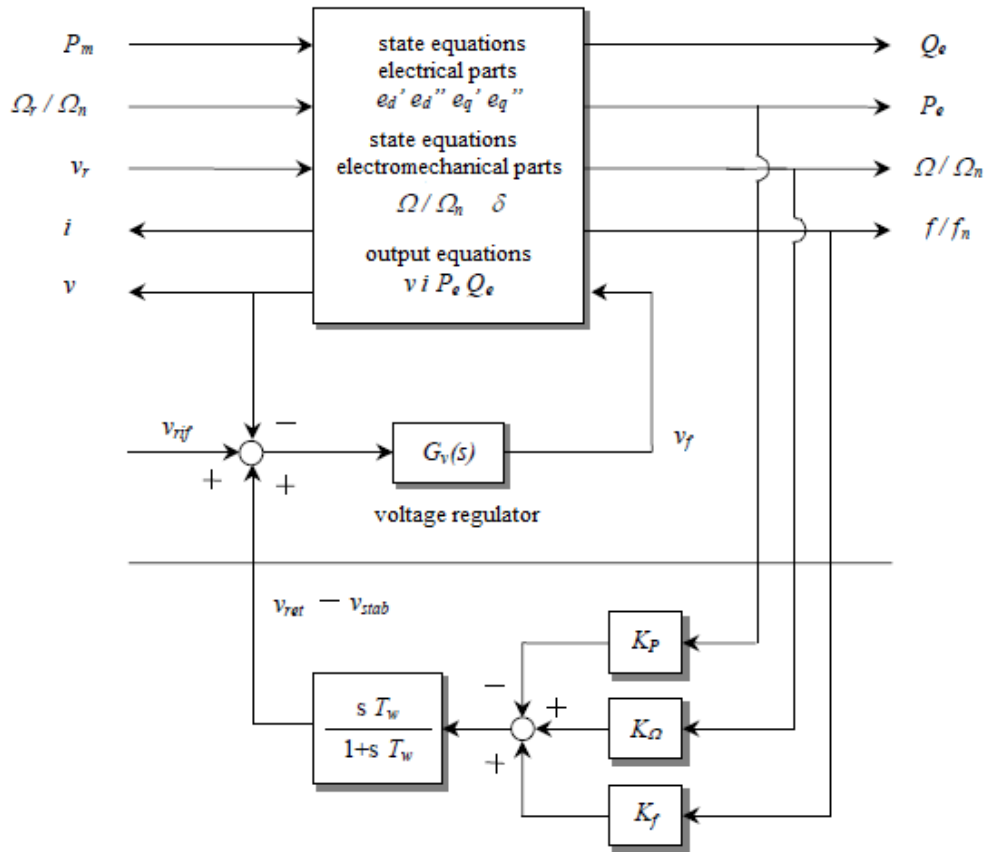 P_m
Ω_r / Ω_n
v_r
i
v
state equations
electrical parts
e_d' e_d'' e_q' e_q''
state equations
electromechanical parts
Ω / Ω_n δ
output equations
v i P_e Q_e
Q_e
P_e
Ω / Ω_n
f / f_n
v_rif
−
+
+
G_v(s)
v_f
voltage regulator
v_ret − v_stab
K_P
−
+
K_Ω
s T_w
1+s T_w
+
K_f